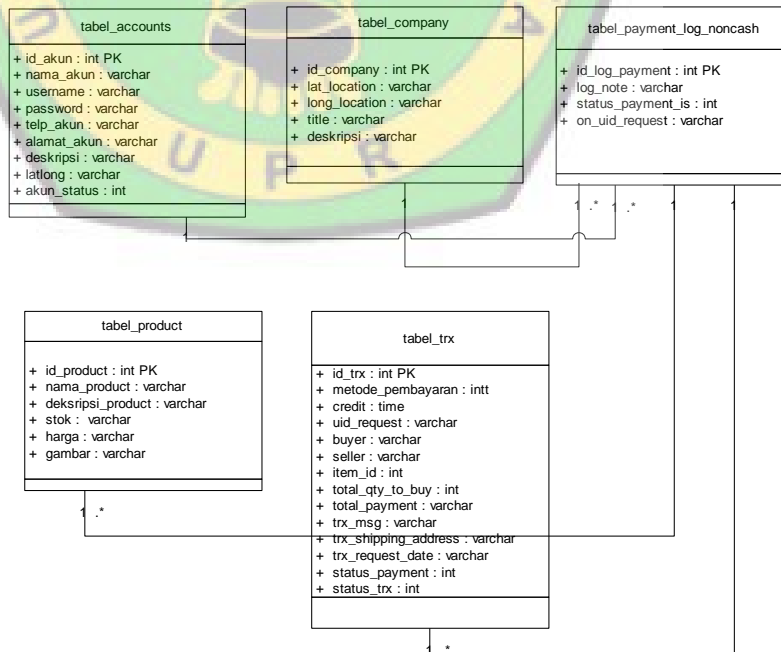 tabel_accounts
+ id_akun : int PK
+ nama_akun : varchar
+ username : varchar
+ password : varchar
+ telp_akun : varchar
+ alamat_akun : varchar
+ deskripsi : varchar
+ latlong : varchar
+ akun_status : int
tabel_company
+ id_company : int PK
+ lat_location : varchar
+ long_location : varchar
+ title : varchar
+ deskripsi : varchar
tabel_payment_log_noncash
+ id_log_payment : int PK
+ log_note : varchar
+ status_payment_is : int
+ on_uid_request : varchar
U P R
1
1
1 .*
1 .*
1
1
tabel_product
+ id_product : int PK
+ nama_product : varchar
+ deksripsi_product : varchar
+ stok : varchar
+ harga : varchar
+ gambar : varchar
1 .*
tabel_trx
+ id_trx : int PK
+ metode_pembayaran : intt
+ credit : time
+ uid_request : varchar
+ buyer : varchar
+ seller : varchar
+ item_id : int
+ total_qty_to_buy : int
+ total_payment : varchar
+ trx_msg : varchar
+ trx_shipping_address : varchar
+ trx_request_date : varchar
+ status_payment : int
+ status_trx : int
1 .*